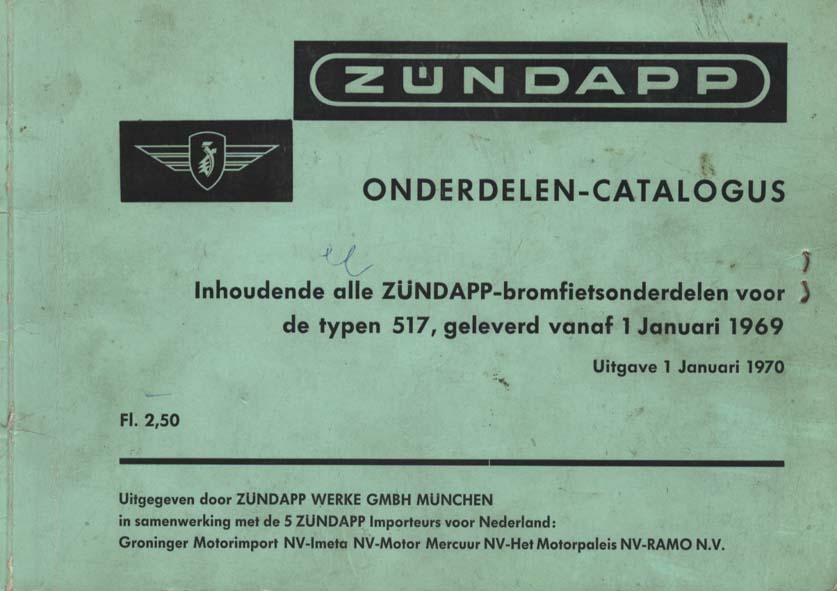 ZÜNDAPP
ONDERDELEN-CATALOGUS
Inhoudende alle ZÜNDAPP-bromfietsonderdelen voor
de typen 517, geleverd vanaf 1 Januari 1969
Uitgave 1 Januari 1970
Fl. 2,50
Uitgegeven door ZÜNDAPP WERKE GMBH MÜNCHEN
in samenwerking met de 5 ZÜNDAPP Importeurs voor Nederland:
Groninger Motorimport NV-Imeta NV-Motor Mercuur NV-Het Motorpaleis NV-RAMO N.V.